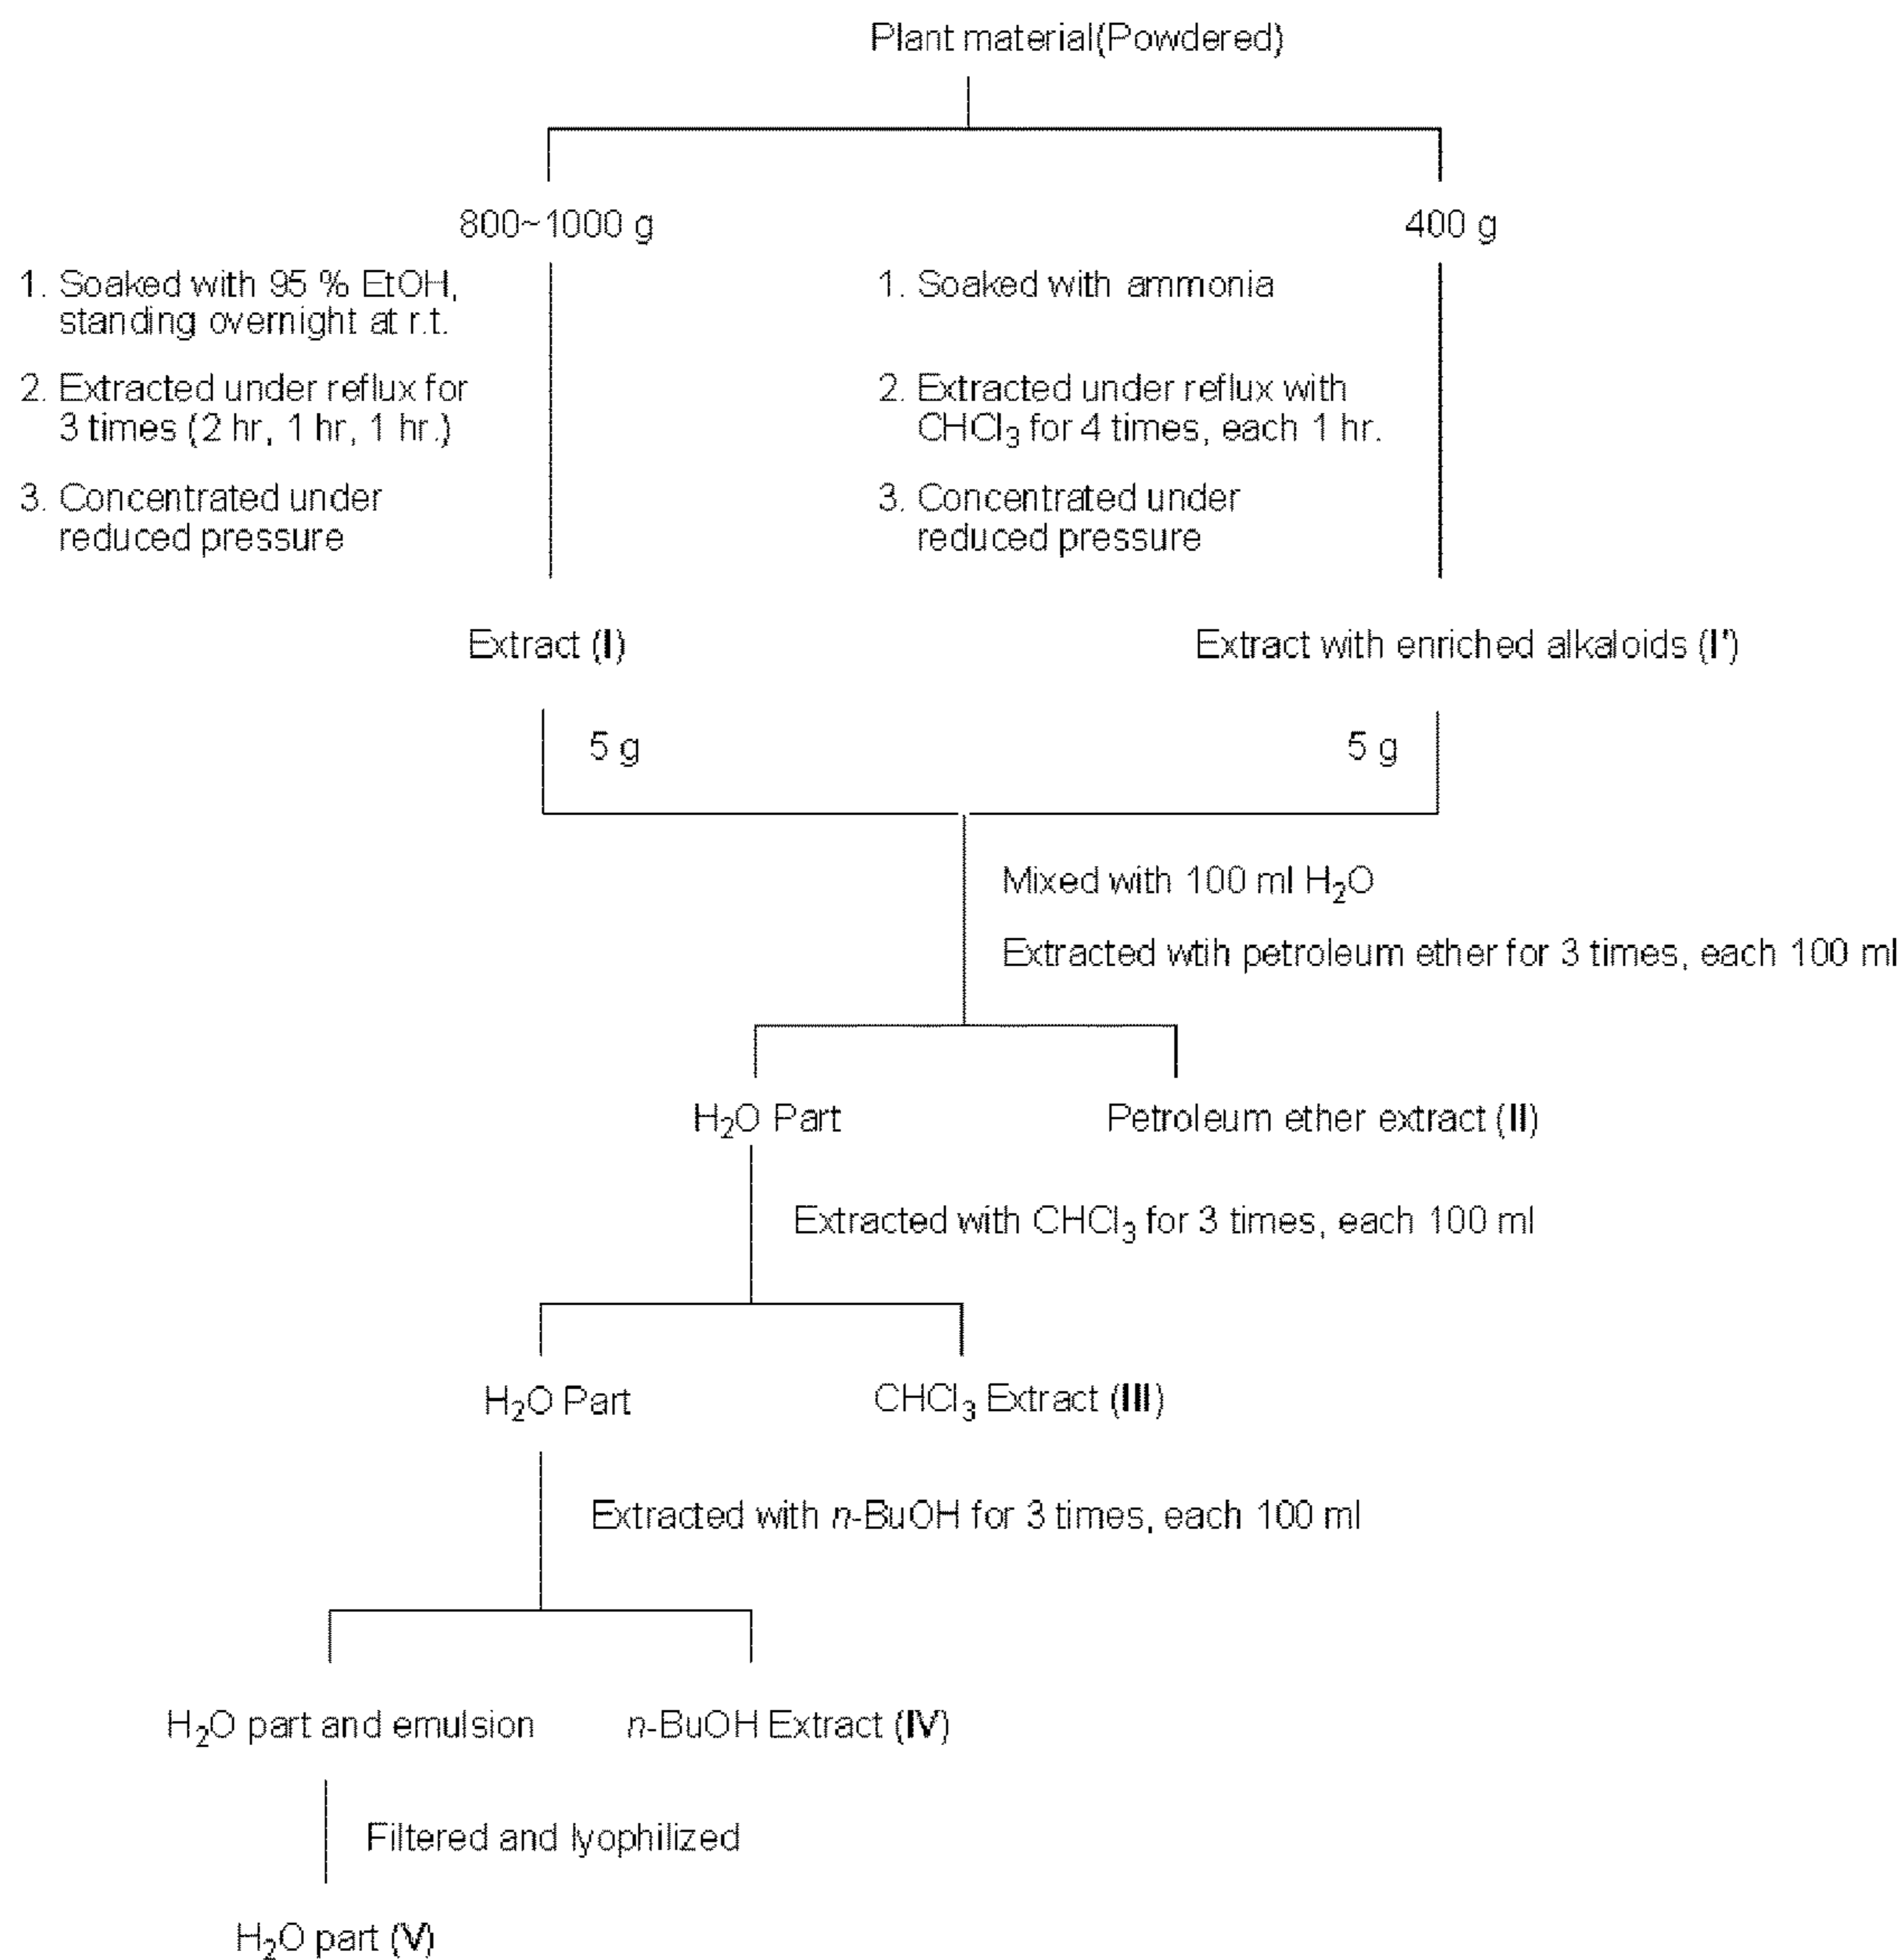 Plant material(Powdered)
800~1000 g
400 g
1. Soaked with 95 % EtOH,
standing overnight at r.t.
2. Extracted under reflux for
3 times (2 hr, 1 hr, 1 hr.)
3. Concentrated under
reduced pressure
1. Soaked with ammonia
2. Extracted under reflux with
CHCl₃ for 4 times, each 1 hr.
3. Concentrated under
reduced pressure
Extract (I)
Extract with enriched alkaloids (I')
5 g
5 g
Mixed with 100 ml H₂O
Extracted wtih petroleum ether for 3 times, each 100 ml
H₂O Part
Petroleum ether extract (II)
Extracted with CHCl₃ for 3 times, each 100 ml
H₂O Part
CHCl₃ Extract (III)
Extracted with n-BuOH for 3 times, each 100 ml
H₂O part and emulsion
n-BuOH Extract (IV)
Filtered and lyophilized
H₂O part (V)